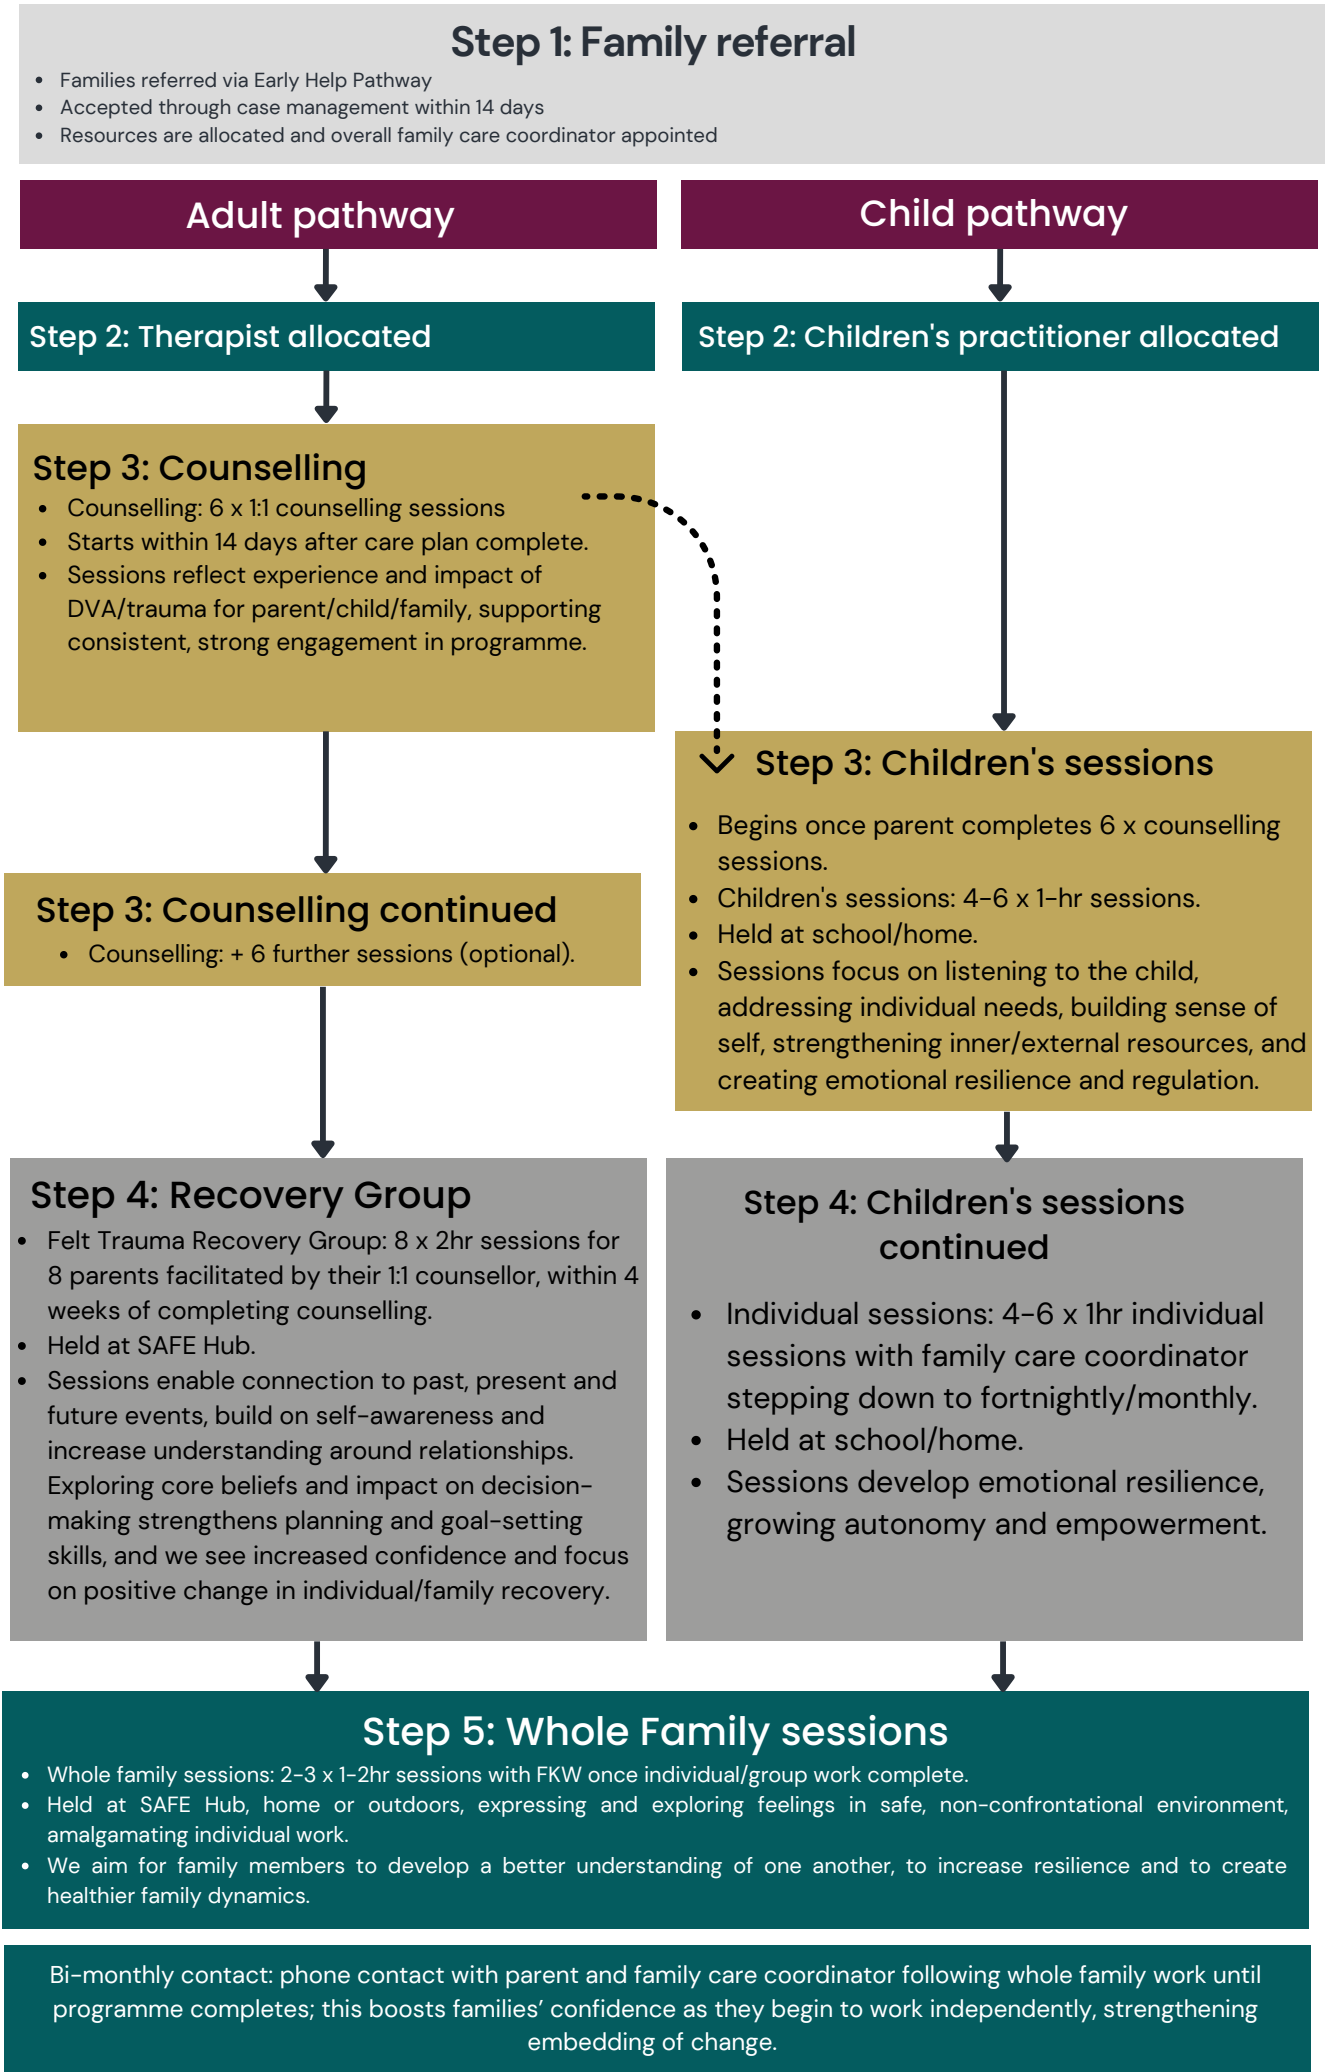 Step 1: Family referral
• Families referred via Early Help Pathway
• Accepted through case management within 14 days
• Resources are allocated and overall family care coordinator appointed
Adult pathway
Step 2: Therapist allocated
Step 3: Counselling
• Counselling: 6 x 1:1 counselling sessions
• Starts within 14 days after care plan complete.
• Sessions reflect experience and impact of
DVA/trauma for parent/child/family, supporting
consistent, strong engagement in programme.
Step 3: Counselling continued
• Counselling: + 6 further sessions (optional).
Step 4: Recovery Group
• Felt Trauma Recovery Group: 8 x 2hr sessions for
8 parents facilitated by their 1:1 counsellor, within 4
weeks of completing counselling.
• Held at SAFE Hub.
• Sessions enable connection to past, present and
future events, build on self-awareness and
increase understanding around relationships.
Exploring core beliefs and impact on decision-
making strengthens planning and goal-setting
skills, and we see increased confidence and focus
on positive change in individual/family recovery.
Child pathway
Step 2: Children's practitioner allocated
Step 3: Children's sessions
• Begins once parent completes 6 x counselling
sessions.
• Children's sessions: 4-6 x 1-hr sessions.
• Held at school/home.
• Sessions focus on listening to the child,
addressing individual needs, building sense of
self, strengthening inner/external resources, and
creating emotional resilience and regulation.
Step 4: Children's sessions
continued
• Individual sessions: 4-6 x 1hr individual
sessions with family care coordinator
stepping down to fortnightly/monthly.
• Held at school/home.
• Sessions develop emotional resilience,
growing autonomy and empowerment.
Step 5: Whole Family sessions
• Whole family sessions: 2-3 x 1-2hr sessions with FKW once individual/group work complete.
• Held at SAFE Hub, home or outdoors, expressing and exploring feelings in safe, non-confrontational environment,
amalgamating individual work.
• We aim for family members to develop a better understanding of one another, to increase resilience and to create
healthier family dynamics.
Bi-monthly contact: phone contact with parent and family care coordinator following whole family work until
programme completes; this boosts families’ confidence as they begin to work independently, strengthening
embedding of change.